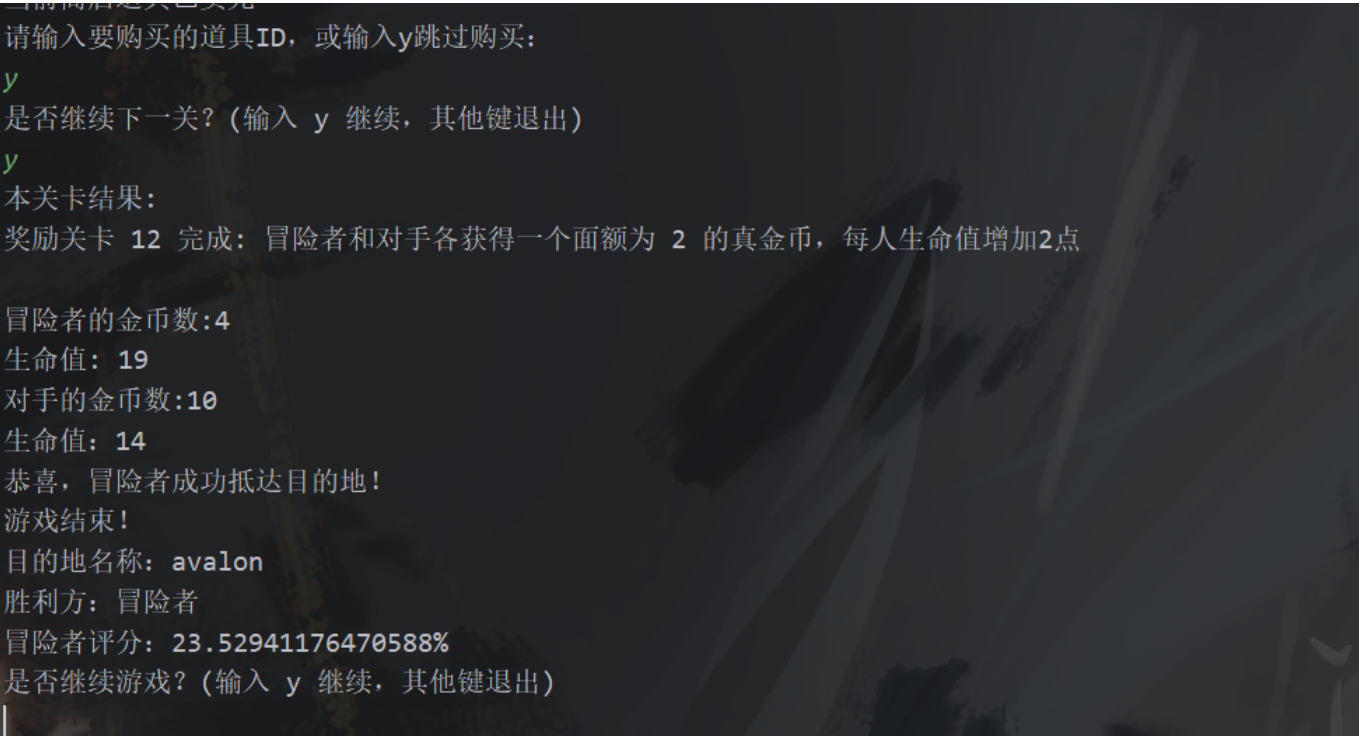 请输入要购买的道具ID，或输入y跳过购买:
y
是否继续下一关？(输入 y 继续，其他键退出)
y
本关卡结果:
奖励关卡 12 完成: 冒险者和对手各获得一个面额为 2 的真金币，每人生命值增加2点
冒险者的金币数:4
生命值: 19
对手的金币数:10
生命值: 14
恭喜，冒险者成功抵达目的地!
游戏结束!
目的地名称: avalon
胜利方: 冒险者
冒险者评分: 23.52941176470588%
是否继续游戏？(输入 y 继续，其他键退出)